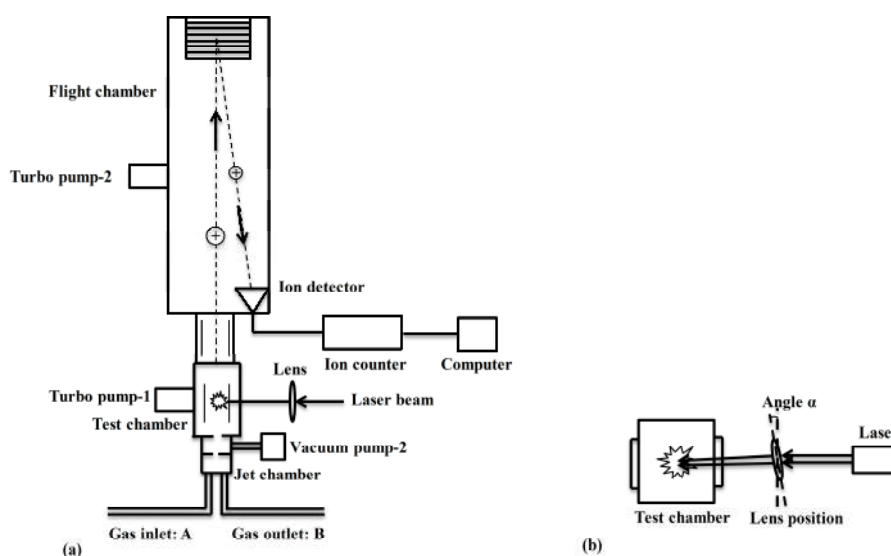 Flight chamber
Turbo pump-2
Ion detector
Ion counter
Computer
Lens
Turbo pump-1
Test chamber
Laser beam
Vacuum pump-2
Jet chamber
Gas inlet: A
Gas outlet: B
(a)
Angle α
Test chamber
Lens position
(b)